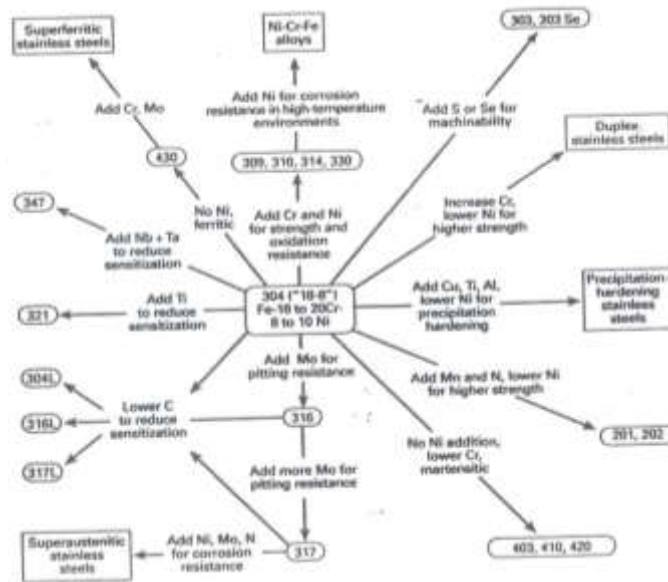 Superferritic
stainless steels
Ni-Cr-Fe
alloys
303, 303 Se
Add Cr, Mo
Add Ni for corrosion
resistance in high-temperature
environments
Add S or Se for
machinability
Duplex
stainless steels
430
309, 310, 314, 330
347
No Ni,
ferritic
Add Cr and Ni
for strength and
oxidation
resistance
Increase Cr,
lower Ni for
higher strength
Add Nb + Ta
to reduce
sensitization
Add Ti
to reduce
sensitization
321
304 ("18-8")
Fe-18 to 20Cr-
8 to 10 Ni
Add Cu, Ti, Al,
lower Ni for
precipitation
hardening
Precipitation-
hardening
stainless
steels
Add Mo for
pitting resistance
Add Mn and N, lower Ni
for higher strength
304L
316L
317L
Lower C
to reduce
sensitization
316
201, 202
No Ni addition,
lower Cr,
martensitic
Add more Mo for
pitting resistance
Superaustenitic
stainless
steels
Add Ni, Mo, N
for corrosion
resistance
317
403, 410, 420